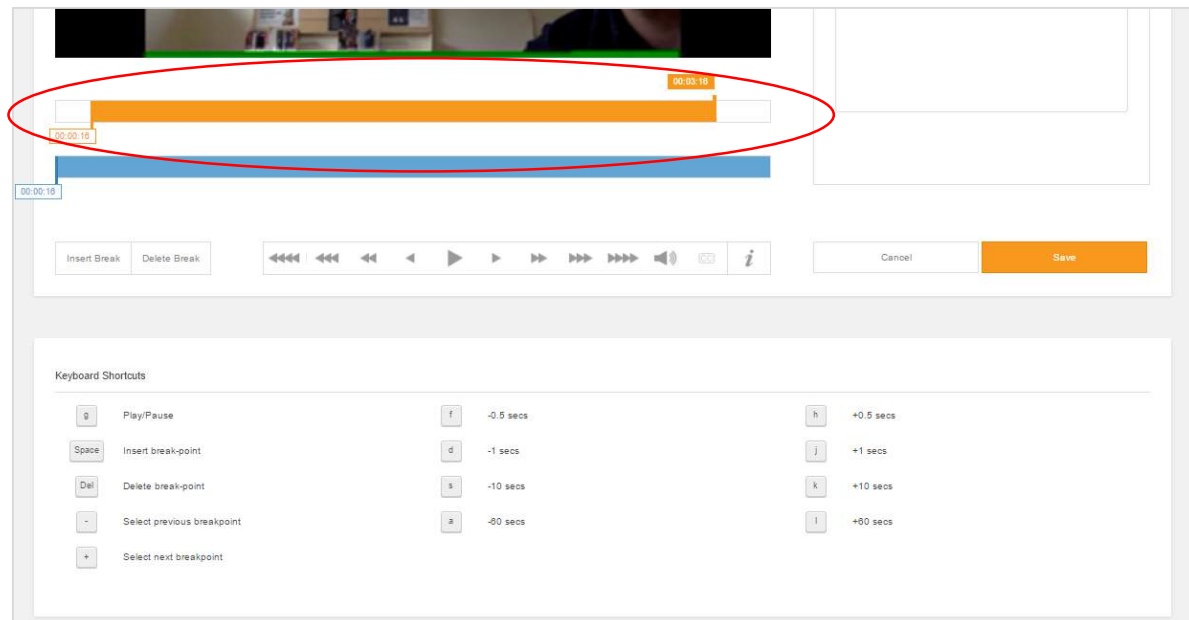 00:03:16
00:00:16
00:00:16
Insert Break Delete Break CC i Cancel Save
Keyboard Shortcuts
g Play/Pause f -0.5 secs h +0.5 secs
Space Insert break-point d -1 secs j +1 secs
Del Delete break-point s -10 secs k +10 secs
- Select previous breakpoint a -60 secs l +60 secs
+ Select next breakpoint